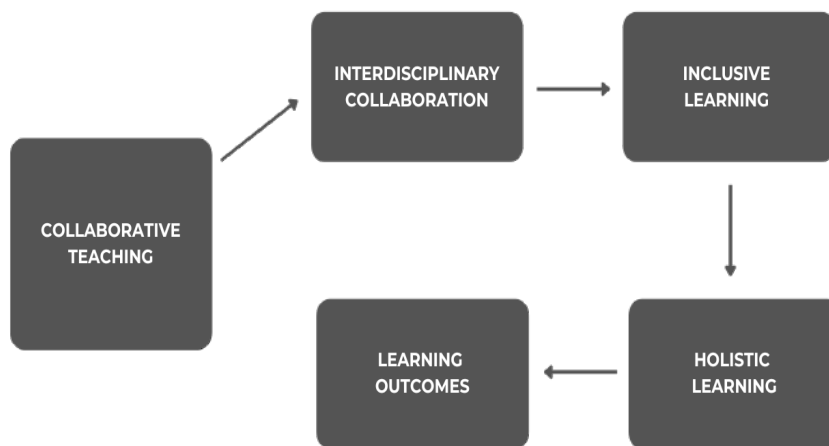 COLLABORATIVE
TEACHING
INTERDISCIPLINARY
COLLABORATION
INCLUSIVE
LEARNING
HOLISTIC
LEARNING
LEARNING
OUTCOMES